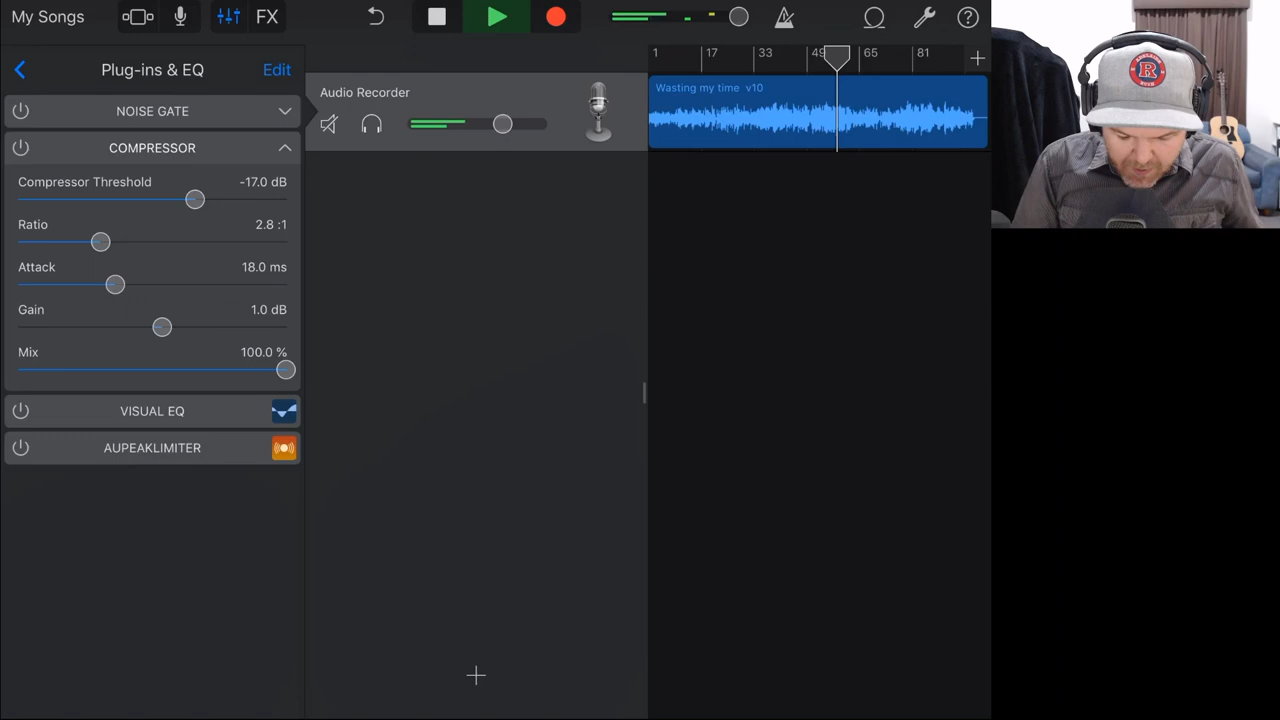 My Songs
FX
Plug-ins & EQ
Edit
NOISE GATE
COMPRESSOR
Compressor Threshold -17.0 dB
Ratio 2.8 :1
Attack 18.0 ms
Gain 1.0 dB
Mix 100.0 %
VISUAL EQ
AUPEAKLIMITER
Audio Recorder
1 17 33 49 65 81
Wasting my time v10
R